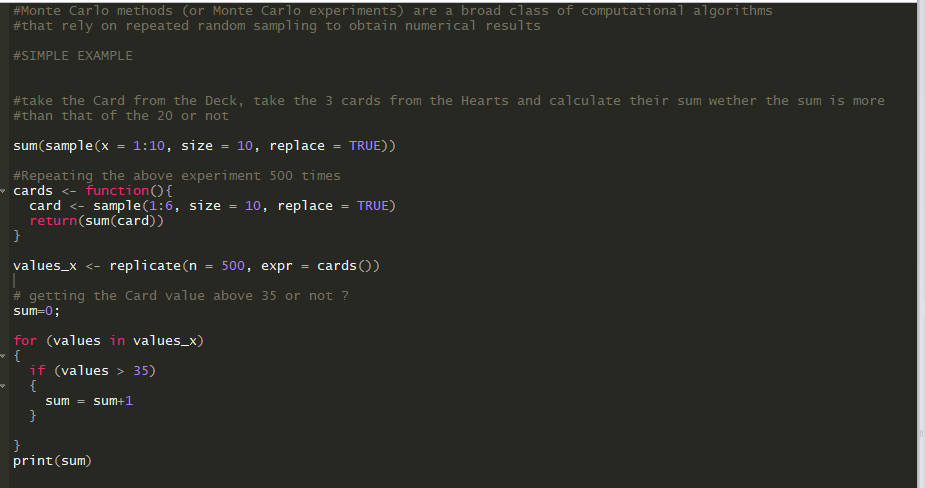 #Monte Carlo methods (or Monte Carlo experiments) are a broad class of computational algorithms
#that rely on repeated random sampling to obtain numerical results
#SIMPLE EXAMPLE
#take the Card from the Deck, take the 3 cards from the Hearts and calculate their sum wether the sum is more
#than that of the 20 or not
sum(sample(x = 1:10, size = 10, replace = TRUE))
#Repeating the above experiment 500 times
cards <- function(){
  card <- sample(1:6, size = 10, replace = TRUE)
  return(sum(card))
}
values_x <- replicate(n = 500, expr = cards())
# getting the Card value above 35 or not ?
sum=0;
for (values in values_x)
{
  if (values > 35)
  {
    sum = sum+1
  }
}
print(sum)